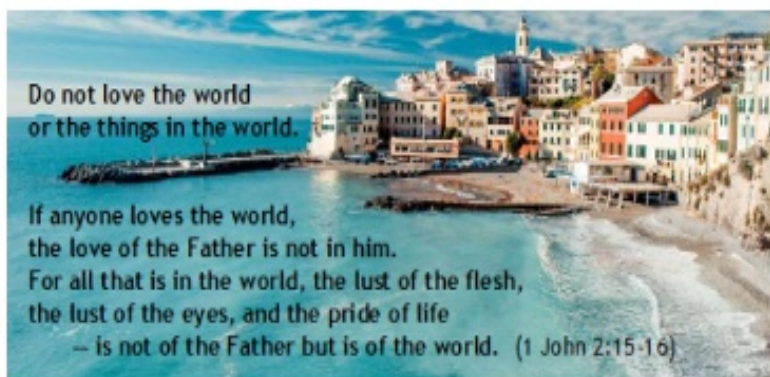 Do not love the world
or the things in the world.
If anyone loves the world,
the love of the Father is not in him.
For all that is in the world, the lust of the flesh,
the lust of the eyes, and the pride of life
– is not of the Father but is of the world. (1 John 2:15-16)